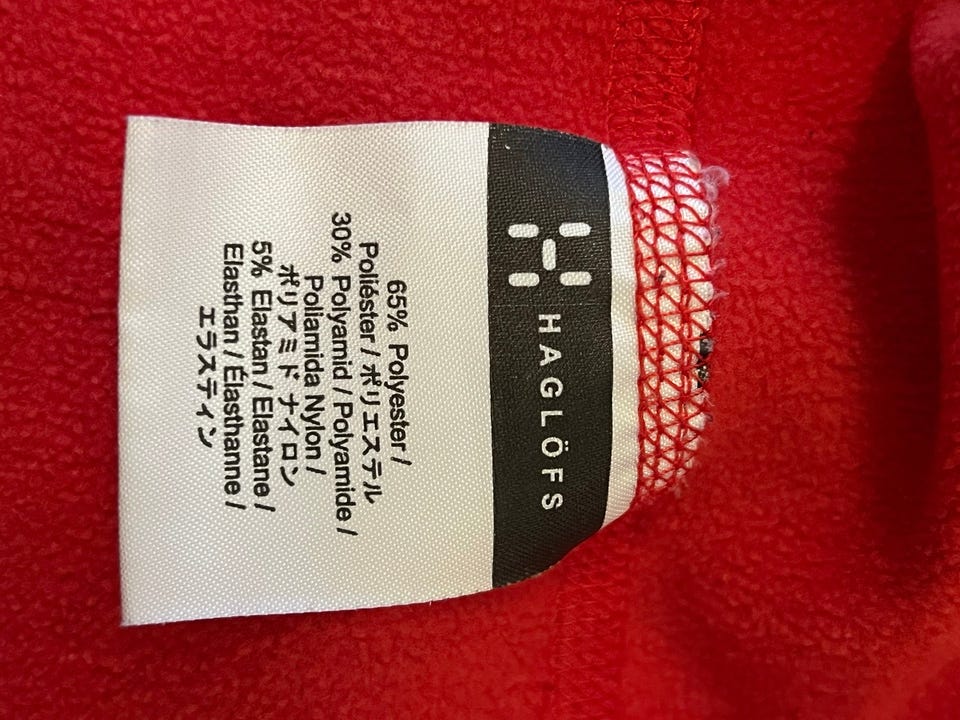 HAGLÖFS
65% Polyester /
Poliéster / ポリエステル
30% Polyamid / Polyamide /
Poliamida Nylon /
ポリアミド ナイロン
5% Elastan / Elastane /
Elasthan / Élasthanne /
エラスティン